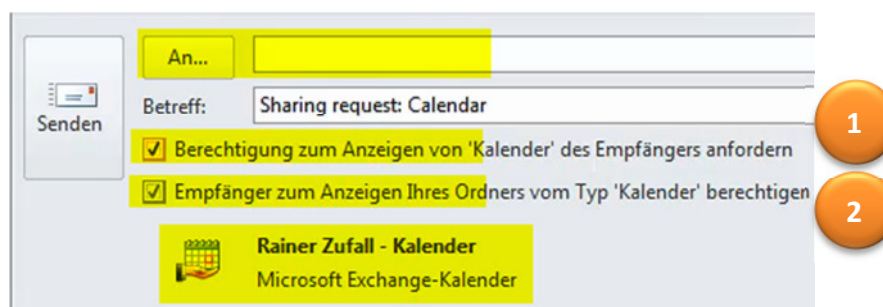 An...
Senden
Betreff: Sharing request: Calendar
1
Berechtigung zum Anzeigen von 'Kalender' des Empfängers anfordern
Empfänger zum Anzeigen Ihres Ordners vom Typ 'Kalender' berechtigen
2
Rainer Zufall - Kalender
Microsoft Exchange-Kalender